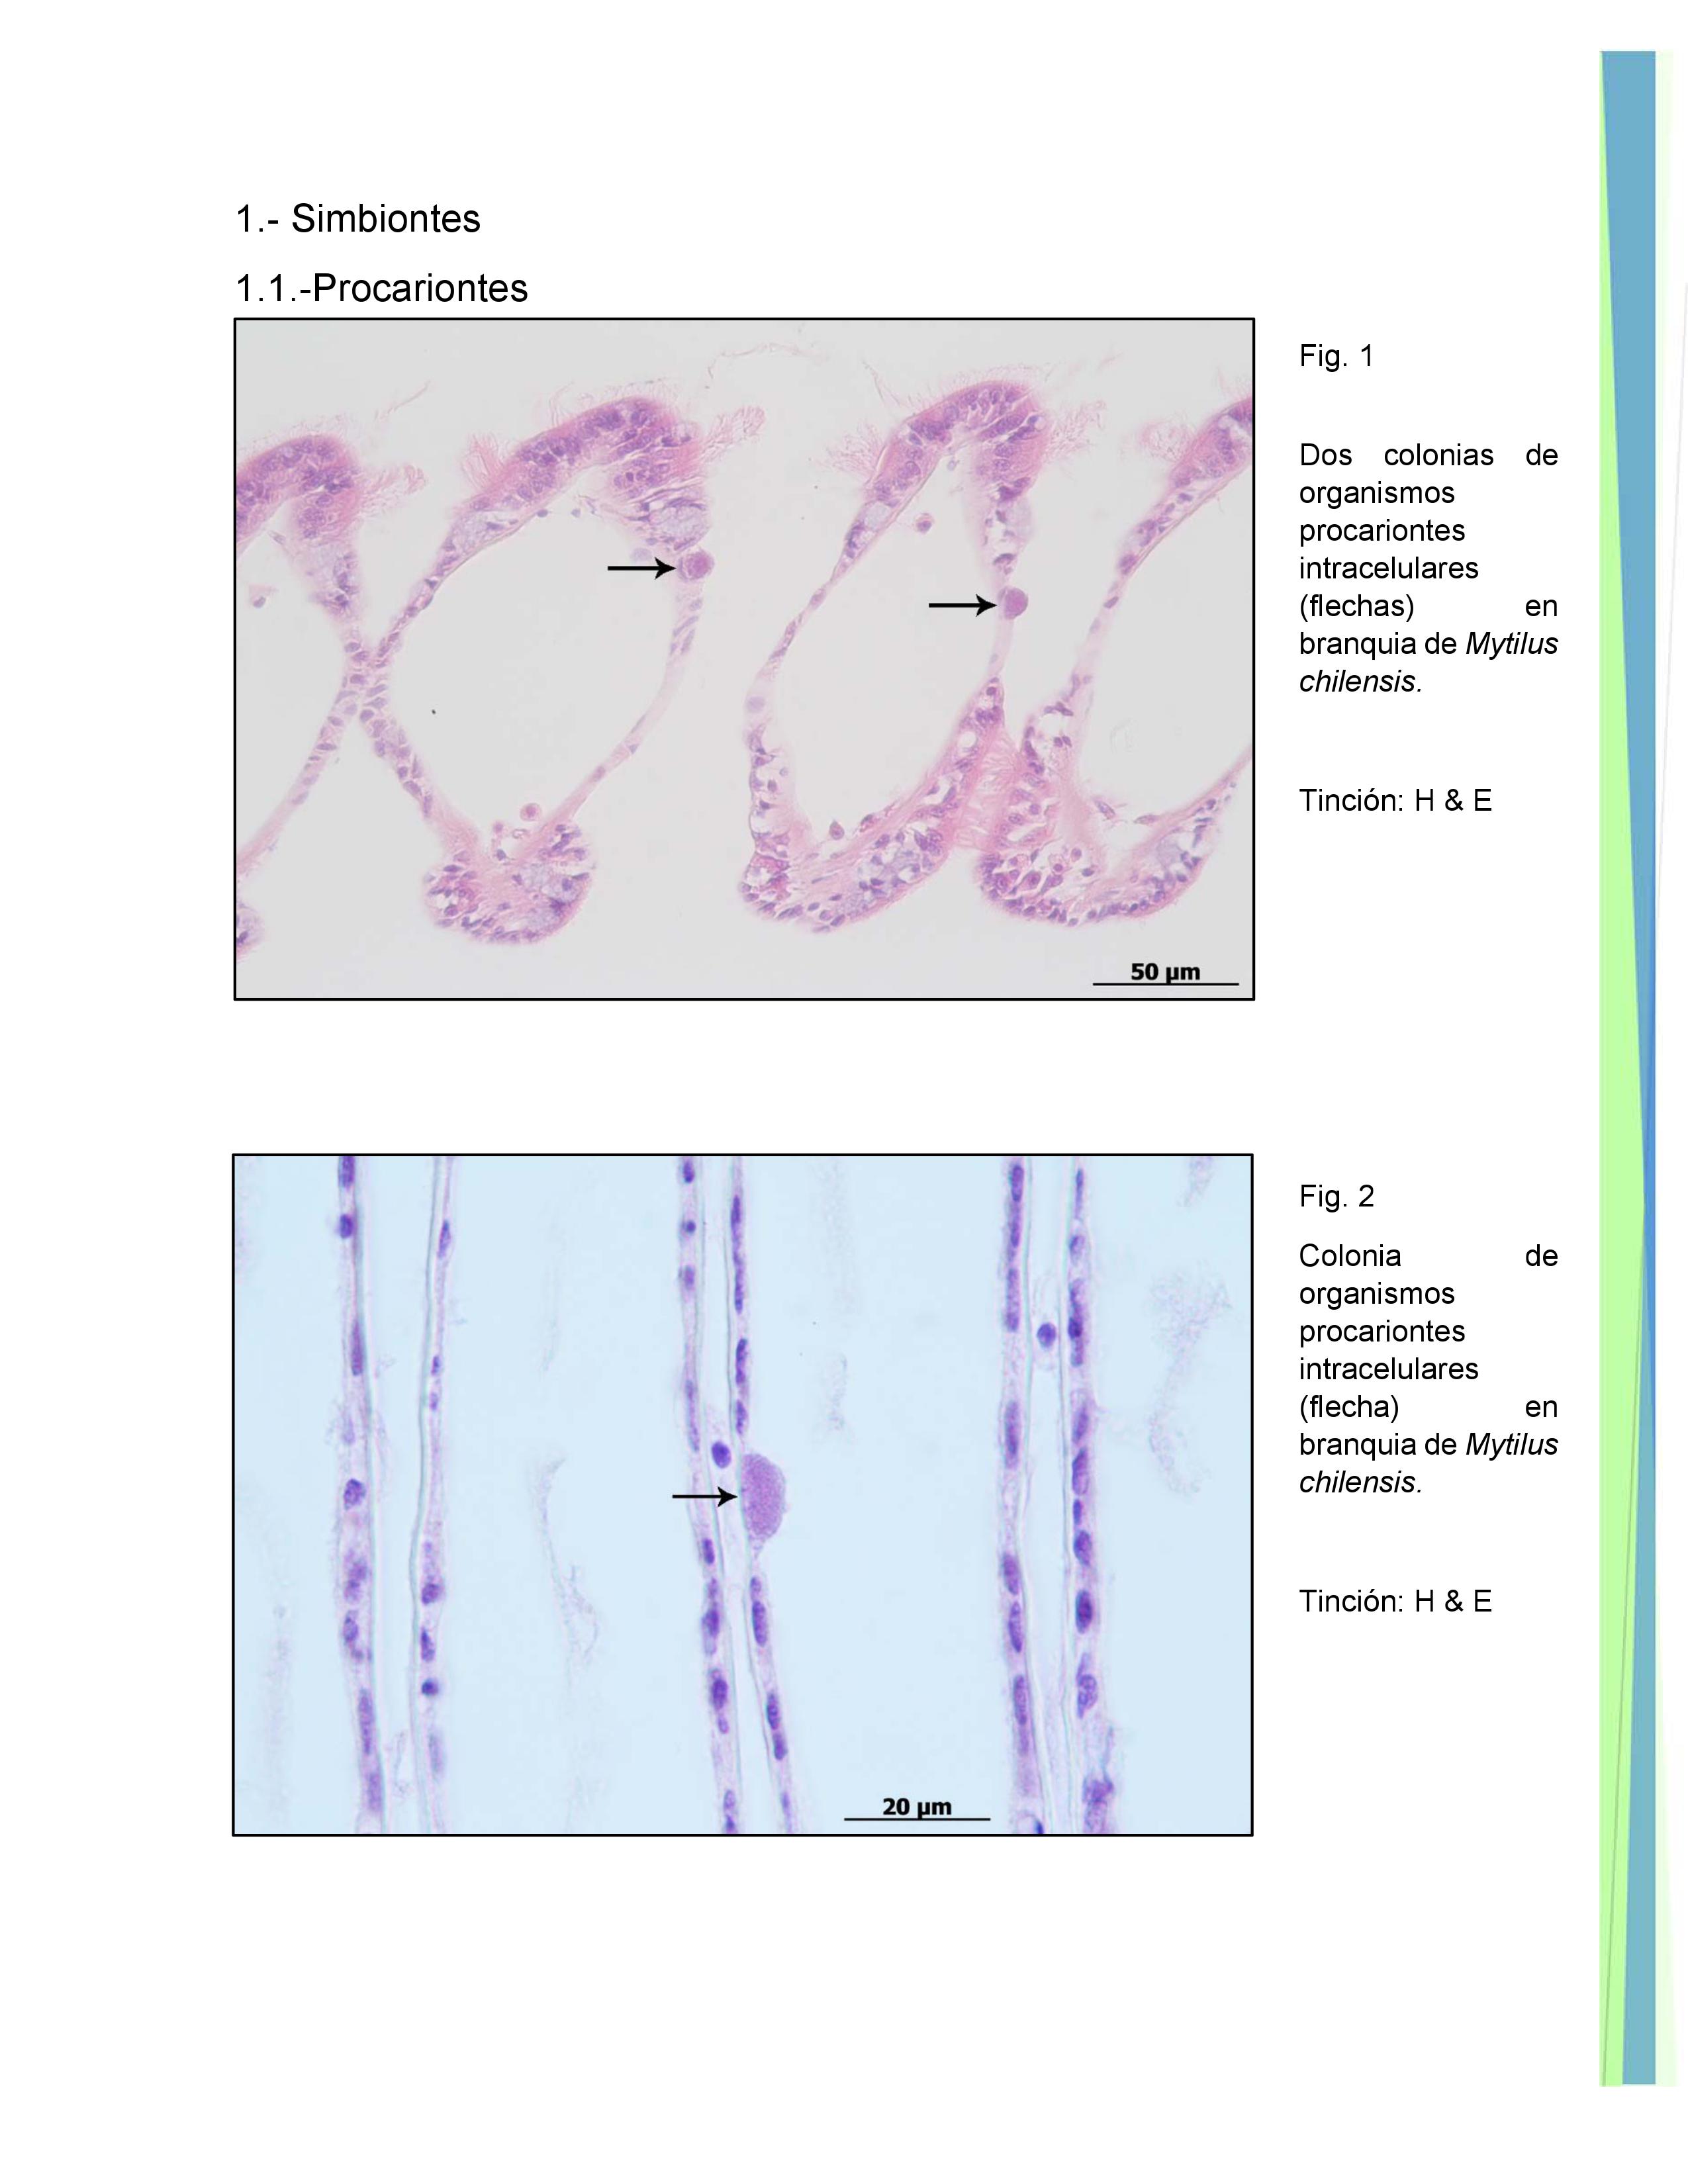 1.- Simbiontes
1.1.-Procariontes
Fig. 1
Dos colonias de
organismos
procariontes
intracelulares
(flechas) en
branquia de Mytilus
chilensis.
Tinción: H & E
50 µm
Fig. 2
Colonia de
organismos
procariontes
intracelulares
(flecha) en
branquia de Mytilus
chilensis.
Tinción: H & E
20 µm